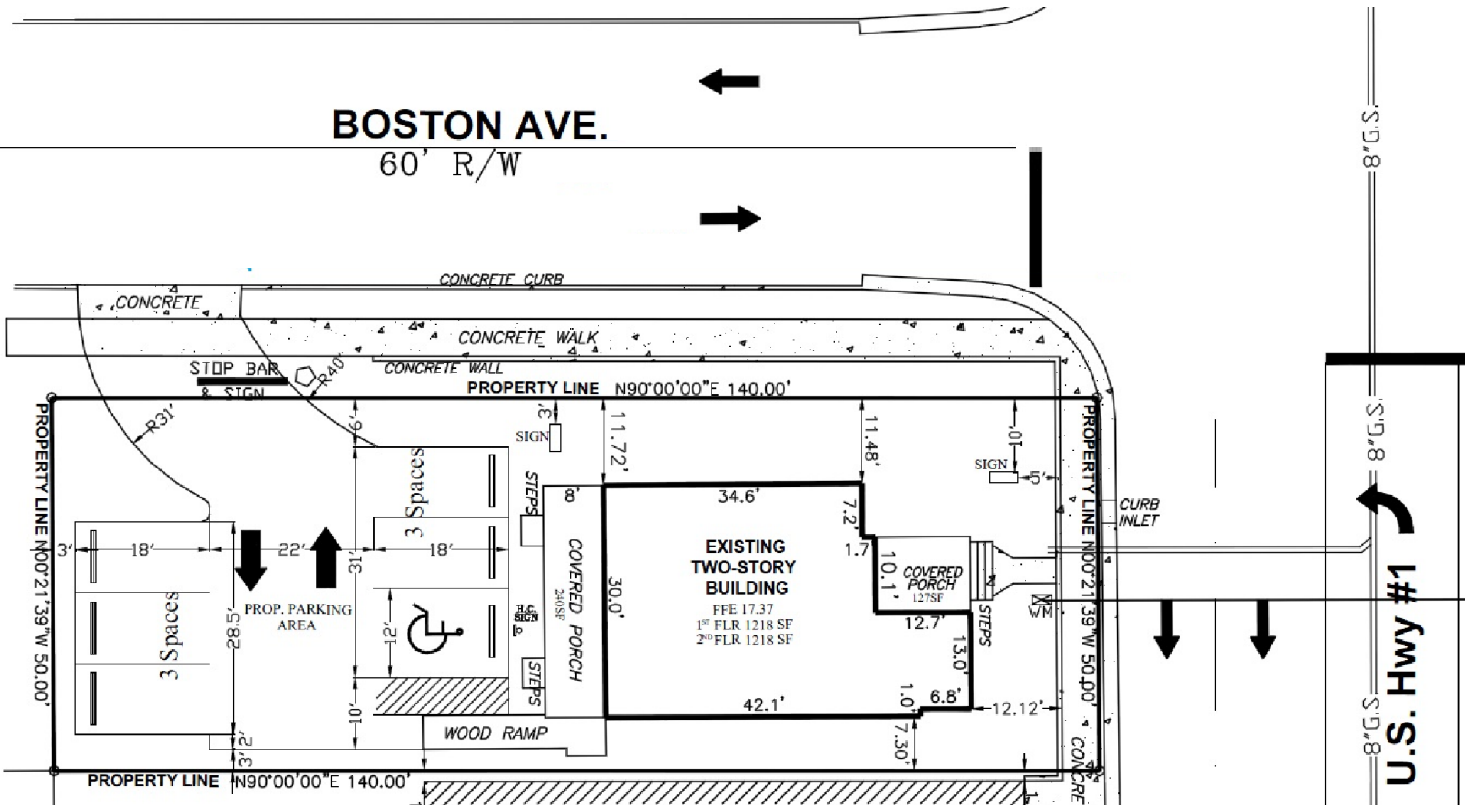 BOSTON AVE.
60' R/W
8"G.S.
CONCRETE CURB
CONCRETE
CONCRETE WALK
STOP BAR
& SIGN
R40'
CONCRETE WALL
PROPERTY LINE N90°00'00"E 140.00'
R31'
6'
3'
SIGN
11.72'
11.48'
10'
SIGN
5'
PROPERTY LINE N00°21'39"W 50.00'
PROPERTY LINE N00°21'39"W 50.00'
CURB
INLET
8"G.S.
3 Spaces
STEPS
8'
34.6'
7.2'
3'
18'
22'
18'
31'
1.7'
EXISTING
TWO-STORY
BUILDING
FFE 17.37
1ST FLR 1218 SF
2ND FLR 1218 SF
10.1'
COVERED
PORCH
127SF
COVERED PORCH
240SF
30.0'
12.7'
STEPS
WM
PROP. PARKING
AREA
28.5'
3 Spaces
12'
H.C.
SIGN
STEPS
13.0'
1.0'
6.8'
12.12'
42.1'
10'
WOOD RAMP
7.30'
2'
3'
PROPERTY LINE N90°00'00"E 140.00'
CONCRE
8"G.S.
U.S. Hwy #1